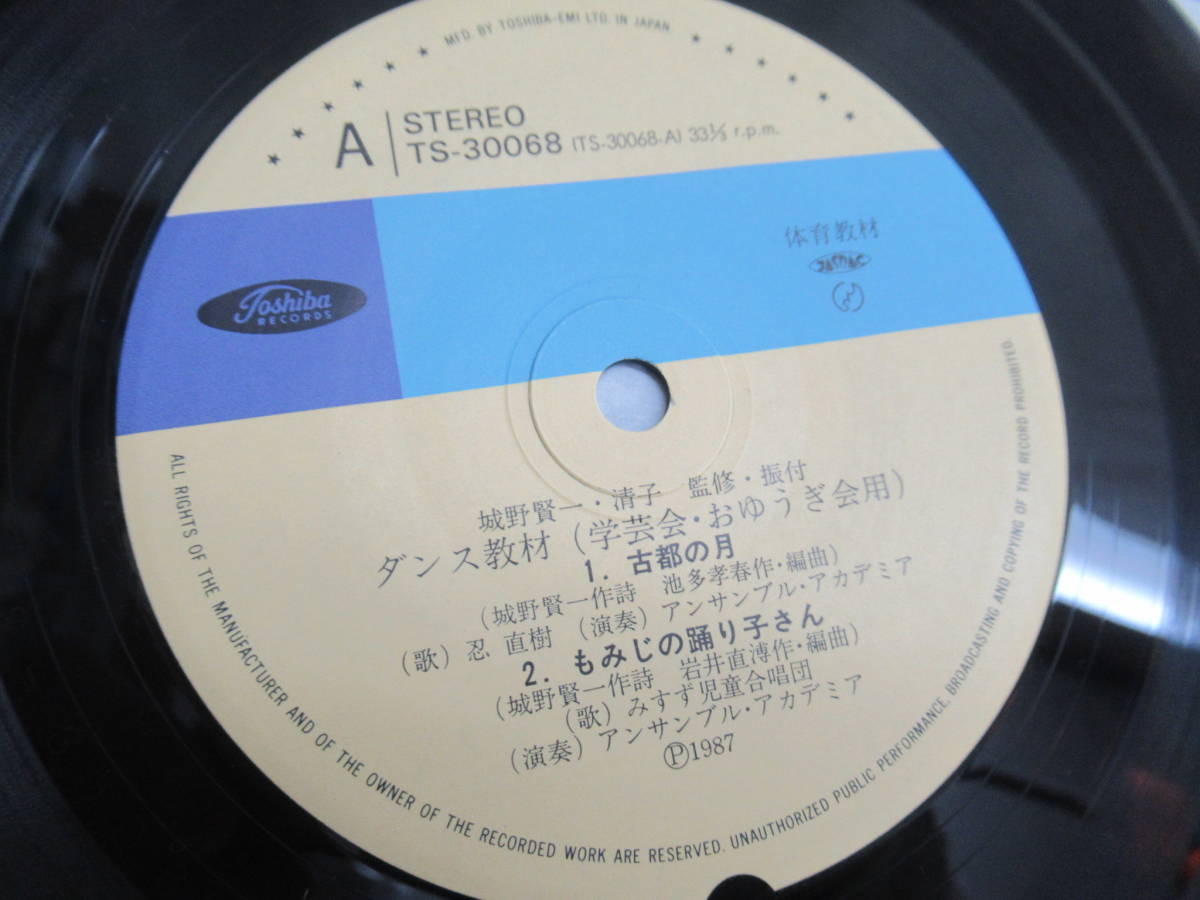 MFD. BY TOSHIBA-EMI LTD. IN JAPAN
A
STEREO
TS-30068 (TS-30068-A) 33⅓ r.p.m.
体育教材
JASRAC
Toshiba
RECORDS
城野賢一・清子 監修・振付
ダンス教材(学芸会・おゆうぎ会用)
1. 古都の月
(城野賢一作詩 池多孝春作・編曲)
(歌)忍 直樹 (演奏)アンサンブル・アカデミア
2. もみじの踊り子さん
(城野賢一作詩 岩井直溥作・編曲)
(歌)みすず児童合唱団
(演奏)アンサンブル・アカデミア
Ⓟ1987
ALL RIGHTS OF THE MANUFACTURER AND OF THE OWNER OF THE RECORDED WORK ARE RESERVED. UNAUTHORIZED PUBLIC PERFORMANCE, BROADCASTING AND COPYING OF THE RECORD PROHIBITED.